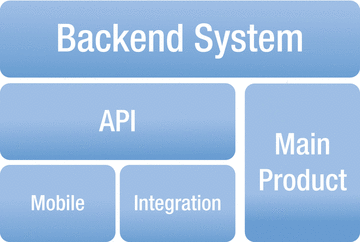 Backend System
API
Main
Product
Mobile
Integration